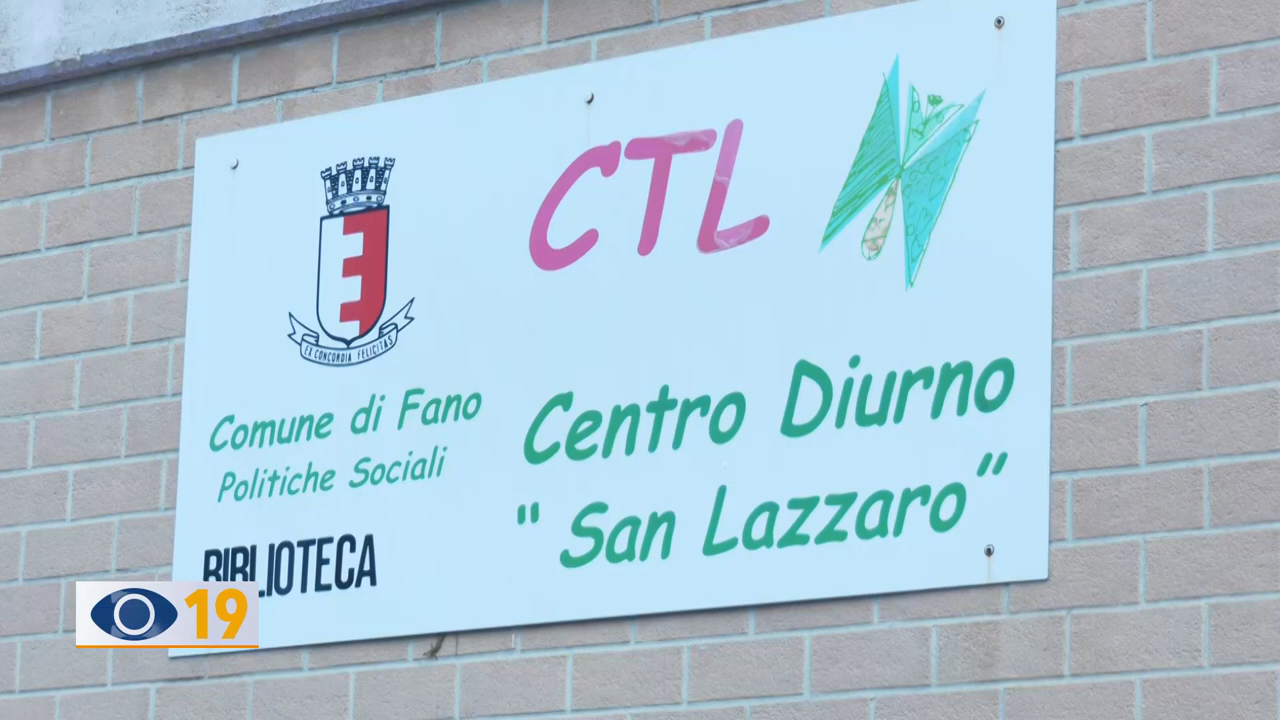 EX CONCORDIA FELICITAS
Comune di Fano
Politiche Sociali
BIBLIOTECA
CTL
Centro Diurno
" San Lazzaro"
19